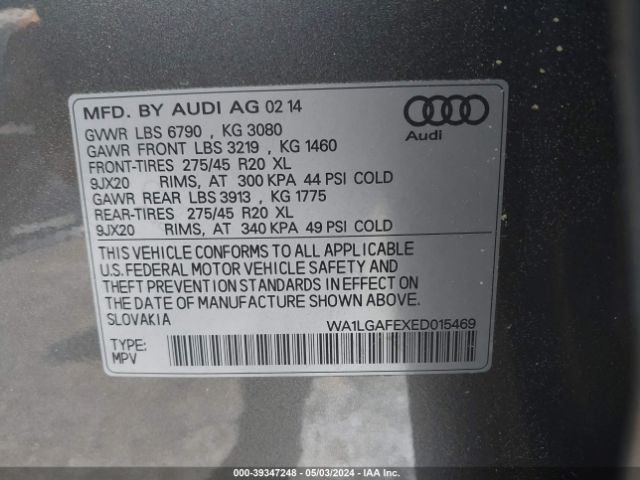 MFD. BY AUDI AG 02 14
Audi
GVWR LBS 6790 , KG 3080
GAWR FRONT LBS 3219 , KG 1460
FRONT-TIRES 275/45 R20 XL
9JX20 RIMS, AT 300 KPA 44 PSI COLD
GAWR REAR LBS 3913 , KG 1775
REAR-TIRES 275/45 R20 XL
9JX20 RIMS, AT 340 KPA 49 PSI COLD
THIS VEHICLE CONFORMS TO ALL APPLICABLE
U.S. FEDERAL MOTOR VEHICLE SAFETY AND
THEFT PREVENTION STANDARDS IN EFFECT ON
THE DATE OF MANUFACTURE SHOWN ABOVE.
SLOVAKIA WA1LGAFEXED015469
TYPE:
MPV
000-39347248 - 05/03/2024 - IAA Inc.